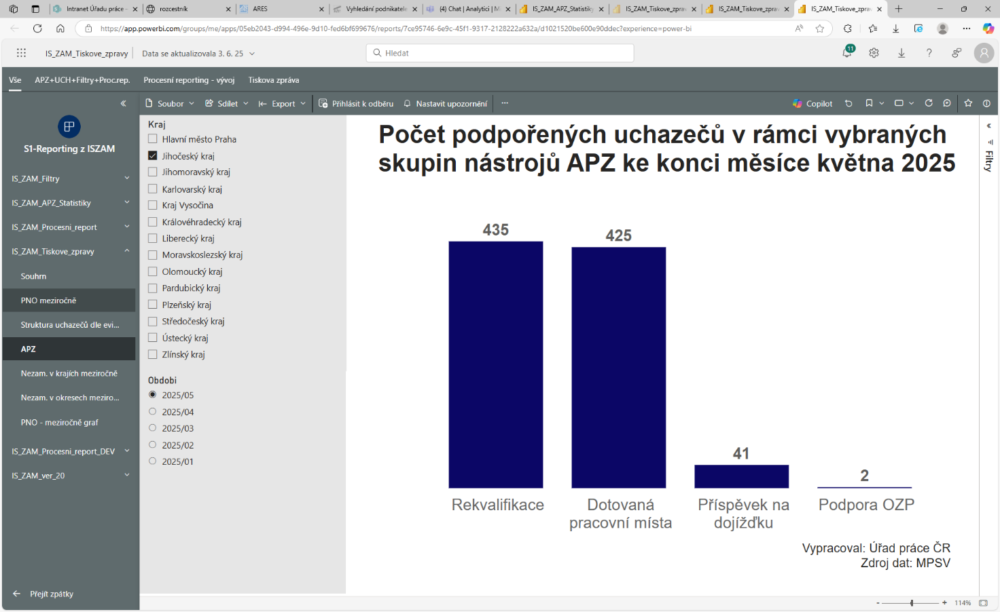 Intranet Úřadu práce -
rozcestník
ARES
Vyhledání podnikatele
(4) Chat | Analytici | M
IS_ZAM_APZ_Statistiky
IS_ZAM_Tiskove_zprav
IS_ZAM_Tiskove_zprav
IS_ZAM_Tiskove_zprav
https://app.powerbi.com/groups/me/apps/05eb2043-d994-496e-9d10-fed6bf699676/reports/7ce95746-6e9c-45f1-9317-2128222a632a/d1021520be600e90ddec?experience=power-bi
IS_ZAM_Tiskove_zpravy
Data se aktualizovala 3. 6. 25
Hledat
11
Vše
APZ+UCH+Filtry+Proc.rep.
Procesní reporting - vývoj
Tiskova zpráva
Soubor
Sdílet
Export
Přihlásit k odběru
Nastavit upozornění
Copilot
S1-Reporting z ISZAM
IS_ZAM_Filtry
IS_ZAM_APZ_Statistiky
IS_ZAM_Procesni_report
IS_ZAM_Tiskove_zpravy
Souhrn
PNO meziročně
Struktura uchazečů dle evi...
APZ
Nezam. v krajích meziročně
Nezam. v okresech meziro...
PNO - meziročně graf
IS_ZAM_Procesni_report_DEV
IS_ZAM_ver_20
Přejít zpátky
Kraj
Hlavní město Praha
Jihočeský kraj
Jihomoravský kraj
Karlovarský kraj
Kraj Vysočina
Královéhradecký kraj
Liberecký kraj
Moravskoslezský kraj
Olomoucký kraj
Pardubický kraj
Plzeňský kraj
Středočeský kraj
Ústecký kraj
Zlínský kraj
Obdobi
2025/05
2025/04
2025/03
2025/02
2025/01
Počet podpořených uchazečů v rámci vybraných
skupin nástrojů APZ ke konci měsíce května 2025
435
425
41
2
Rekvalifikace
Dotovaná
pracovní místa
Příspěvek na
dojížďku
Podpora OZP
Vypracoval: Úřad práce ČR
Zdroj dat: MPSV
Filtry
114%